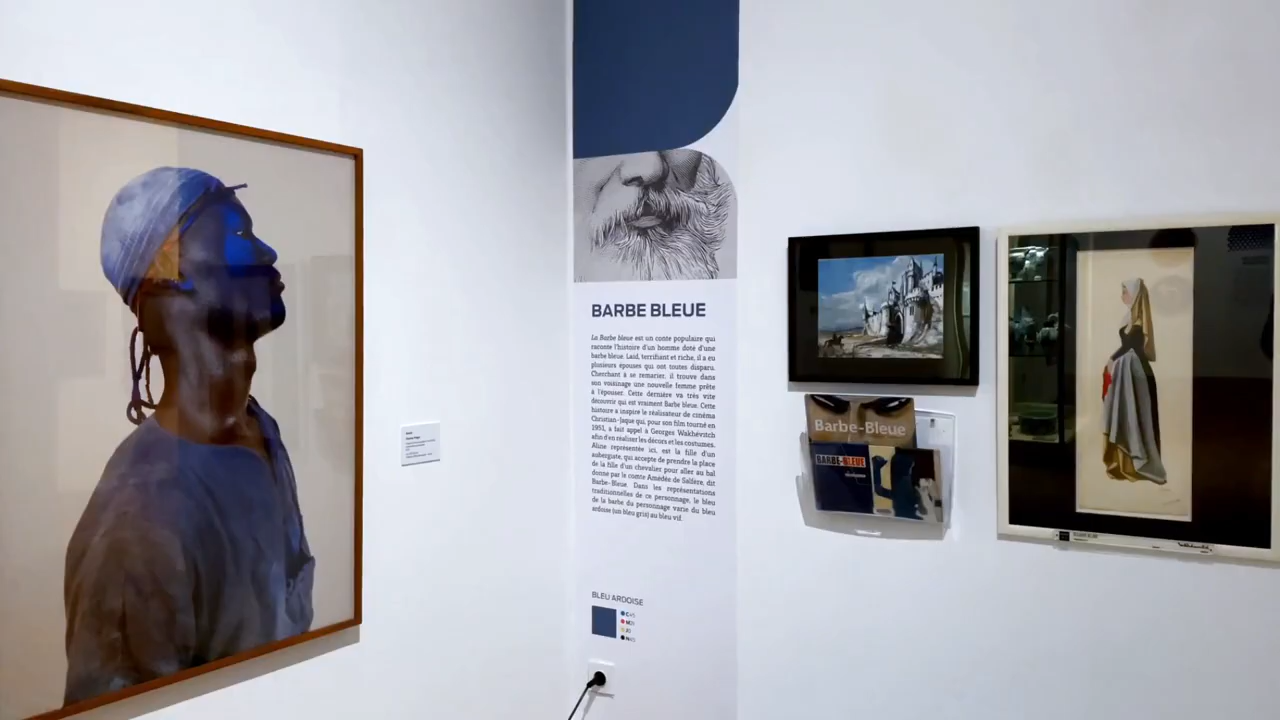 BARBE BLEUE
La Barbe bleue est un conte populaire qui
raconte l'histoire d'un homme doté d'une
barbe bleue. Laid, terrifiant et riche, il a eu
plusieurs épouses qui ont toutes disparu.
Cherchant à se remarier, il trouve dans
son voisinage une nouvelle femme prête
à l'épouser. Cette dernière va très vite
découvrir qui est vraiment Barbe bleue. Cette
histoire a inspiré le réalisateur de cinéma
Christian-Jaque qui, pour son film tourné en
1951, a fait appel à Georges Wakhévitch
afin d'en réaliser les décors et les costumes.
Aline représentée ici, est la fille d'un
aubergiste, qui accepte de prendre la place
de la fille d'un chevalier pour aller au bal
donné par le comte Amédée de Salfère, dit
Barbe-Bleue. Dans les représentations
traditionnelles de ce personnage, le bleu
de la barbe du personnage varie du bleu
ardoise (un bleu gris) au bleu vif.
BLEU ARDOISE
Barbe-Bleue
BARBE-BLEUE